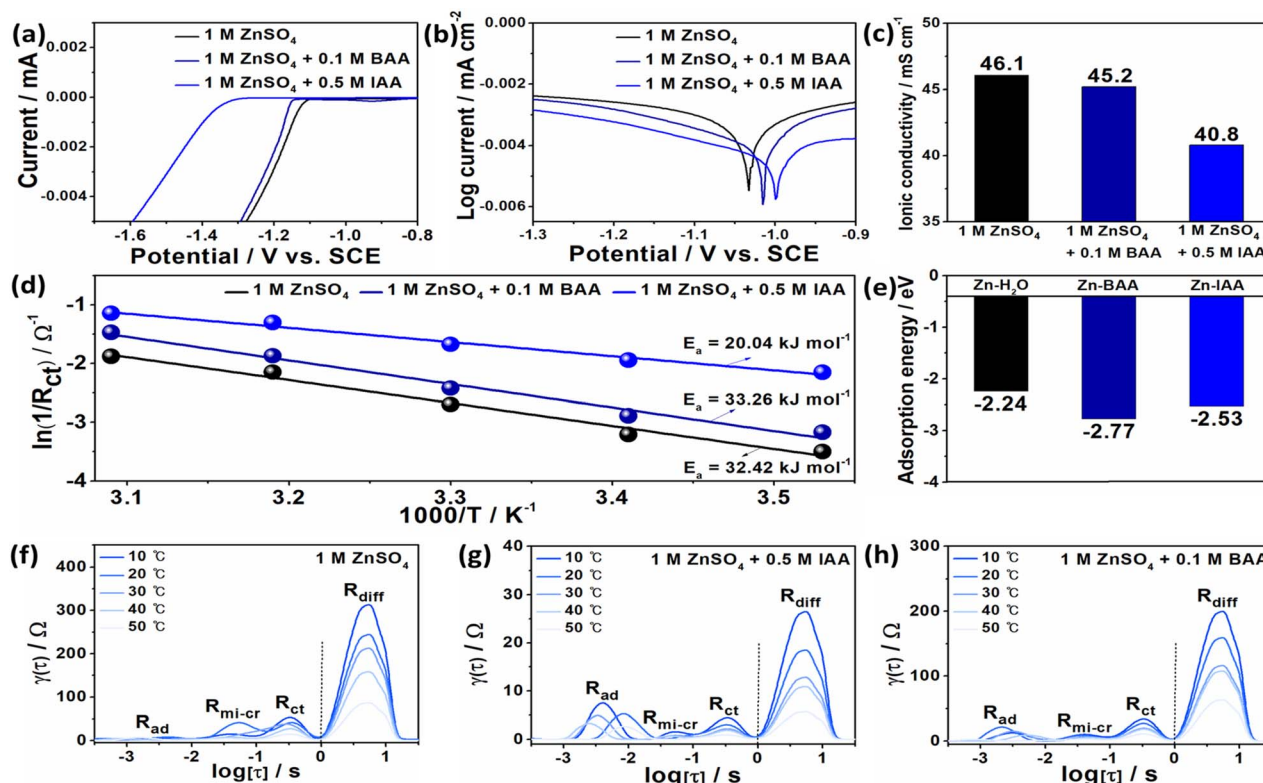 (a)
1 M ZnSO4
1 M ZnSO4 + 0.1 M BAA
1 M ZnSO4 + 0.5 M IAA
Current / mA
0.002
0.000
-0.002
-0.004
-1.6
-1.4
-1.2
-1.0
-0.8
Potential / V vs. SCE
(b)
1 M ZnSO4
1 M ZnSO4 + 0.1 M BAA
1 M ZnSO4 + 0.5 M IAA
Log current / mA cm-2
0.000
-0.002
-0.004
-0.006
-1.3
-1.2
-1.1
-1.0
-0.9
Potential / V vs. SCE
(c)
Ionic conductivity / mS cm-1
50
45
40
35
46.1
45.2
40.8
1 M ZnSO4
1 M ZnSO4
+ 0.1 M BAA
1 M ZnSO4
+ 0.5 M IAA
(d)
1 M ZnSO4
1 M ZnSO4 + 0.1 M BAA
1 M ZnSO4 + 0.5 M IAA
ln(1/Rct) / Ω-1
-1
-2
-3
-4
Ea = 20.04 kJ mol-1
Ea = 33.26 kJ mol-1
Ea = 32.42 kJ mol-1
3.1
3.2
3.3
3.4
3.5
1000/T / K-1
(e)
Adsorption energy / eV
0
-1
-2
-3
-4
Zn-H2O
Zn-BAA
Zn-IAA
-2.24
-2.77
-2.53
(f)
10 ℃
20 ℃
30 ℃
40 ℃
50 ℃
1 M ZnSO4
γ(τ) / Ω
400
300
200
100
50
0
Rad
Rmi-cr
Rct
Rdiff
-3
-2
-1
0
1
log[τ] / s
(g)
10 ℃
20 ℃
30 ℃
40 ℃
50 ℃
1 M ZnSO4 + 0.5 M IAA
γ(τ) / Ω
40
30
20
10
5
0
Rad
Rmi-cr
Rct
Rdiff
-3
-2
-1
0
1
log[τ] / s
(h)
10 ℃
20 ℃
30 ℃
40 ℃
50 ℃
1 M ZnSO4 + 0.1 M BAA
γ(τ) / Ω
300
200
100
50
0
Rad
Rmi-cr
Rct
Rdiff
-3
-2
-1
0
1
log[τ] / s